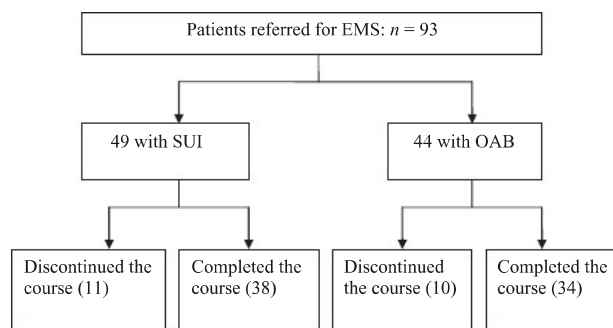 Patients referred for EMS: n = 93
49 with SUI
44 with OAB
Discontinued the
course (11)
Completed the
course (38)
Discontinued
the course (10)
Completed the
course (34)